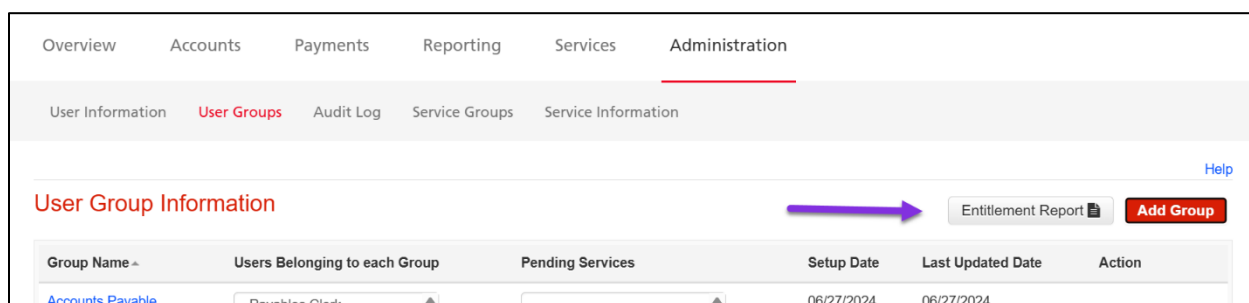 Overview Accounts Payments Reporting Services Administration
User Information User Groups Audit Log Service Groups Service Information
Help
User Group Information
Entitlement Report Add Group
Group Name Users Belonging to each Group Pending Services Setup Date Last Updated Date Action
Accounts Payable Payables Clerk 06/27/2024 06/27/2024